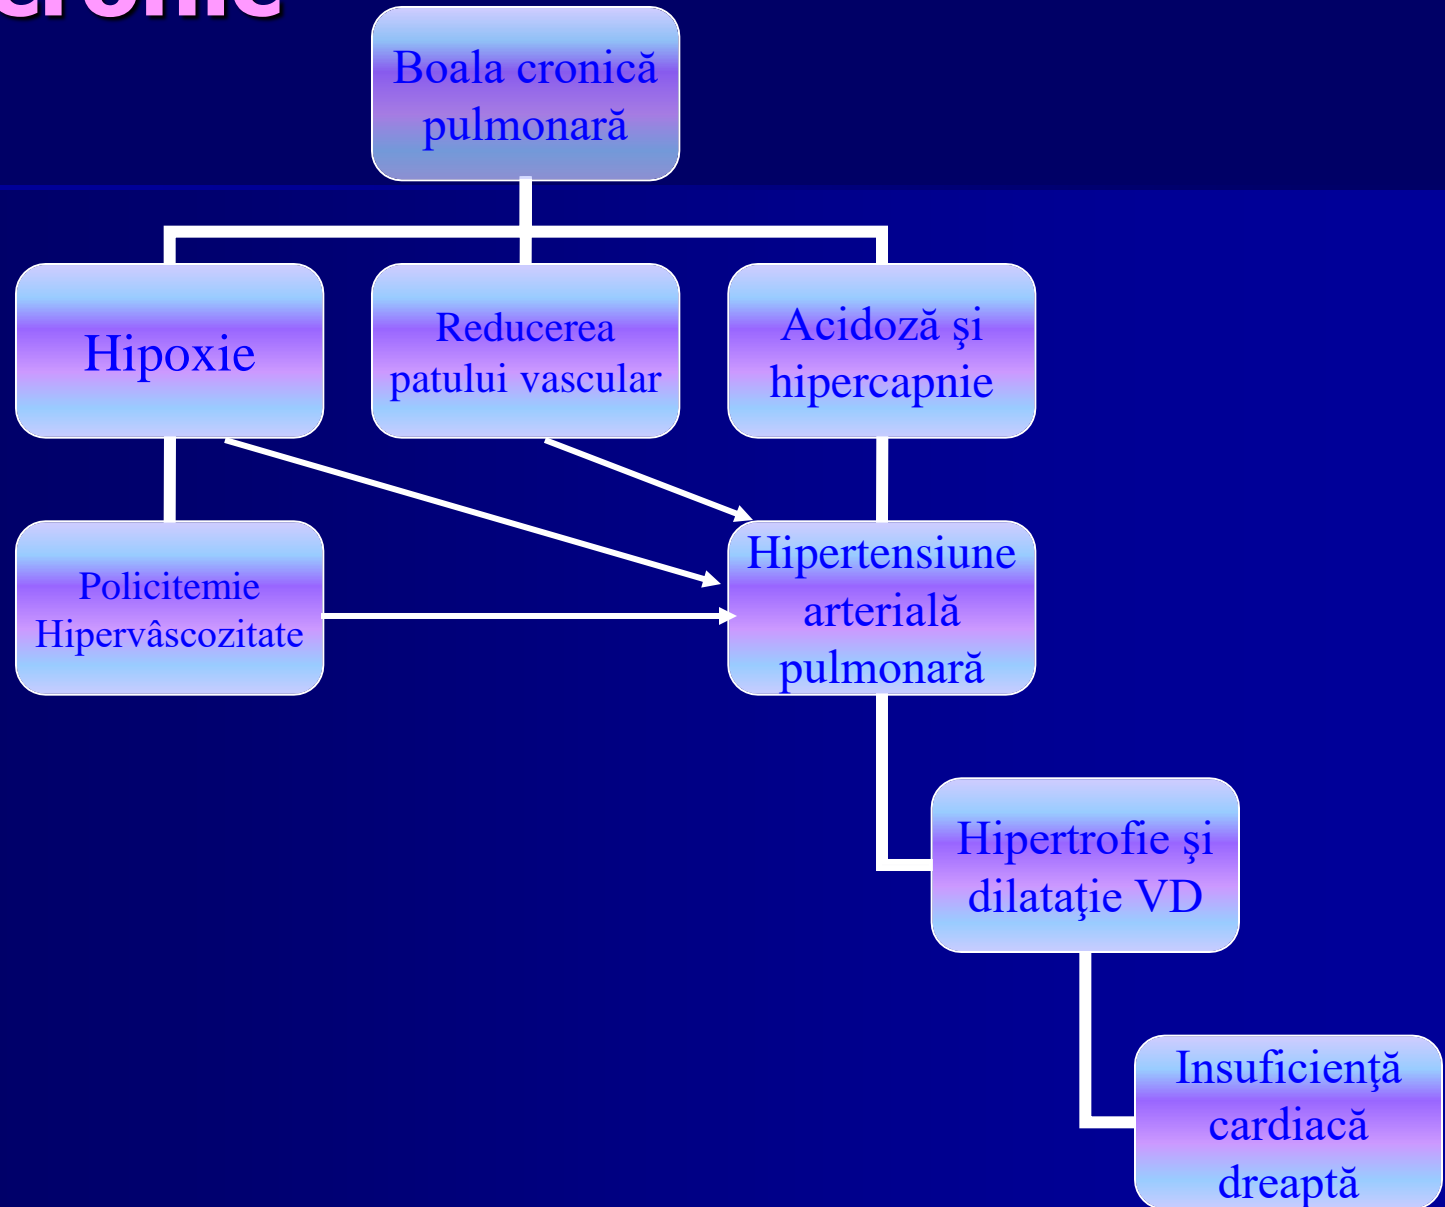 cronic
Boala cronică
pulmonară
Hipoxie
Reducerea
patului vascular
Acidoză şi
hipercapnie
Policitemie
Hipervâscozitate
Hipertensiune
arterială
pulmonară
Hipertrofie şi
dilataţie VD
Insuficienţă
cardiacă
dreaptă